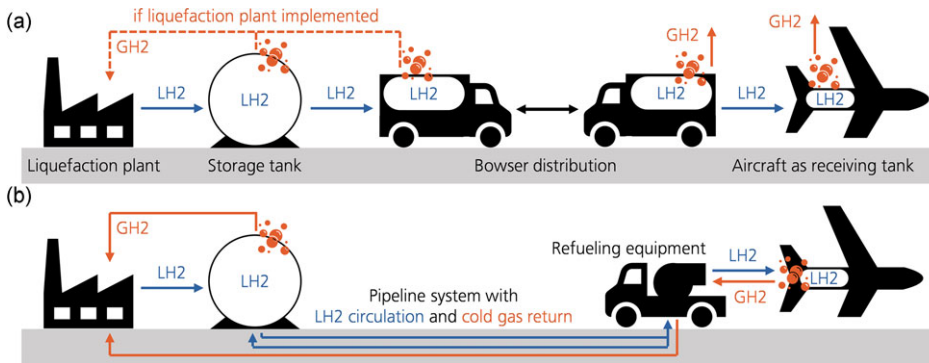 (a)
if liquefaction plant implemented
GH2
GH2
GH2
LH2
LH2
LH2
LH2
LH2
LH2
LH2
Liquefaction plant
Storage tank
Bowser distribution
Aircraft as receiving tank
(b)
GH2
Refueling equipment
LH2
LH2
LH2
LH2
GH2
Pipeline system with
LH2 circulation and cold gas return